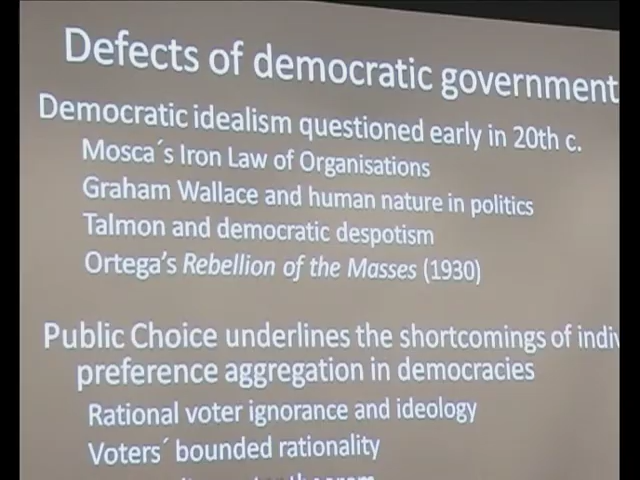 Defects of democratic government
Democratic idealism questioned early in 20th c.
Mosca´s Iron Law of Organisations
Graham Wallace and human nature in politics
Talmon and democratic despotism
Ortega's Rebellion of the Masses (1930)
Public Choice underlines the shortcomings of
preference aggregation in democracies
Rational voter ignorance and ideology
Voters´ bounded rationality